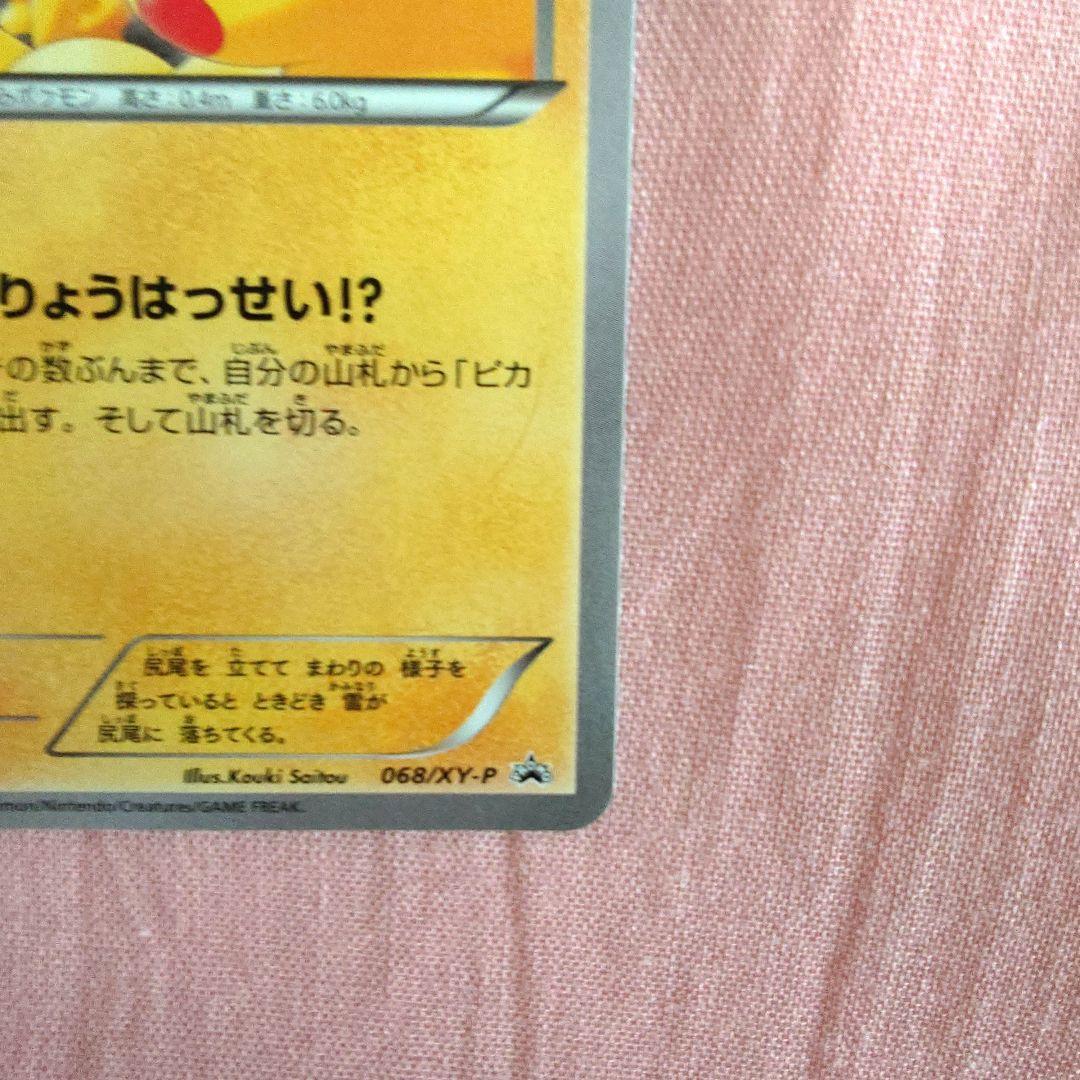 ポケモン 高さ：0.4m 重さ：6.0kg
りょうはっせい!?
の数ぶんまで、自分の山札から「ピカ
出す。そして山札を切る。
尻尾を 立てて まわりの 様子を
探っていると ときどき 雷が
尻尾に 落ちてくる。
Illus.Kouki Saitou 068/XY-P
/Nintendo/Creatures/GAME FREAK.